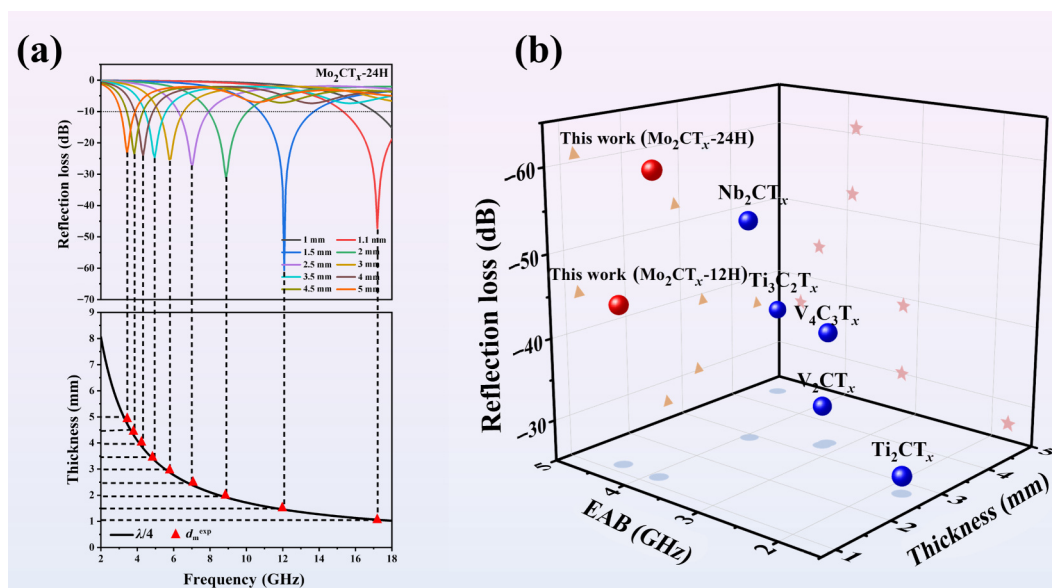 (a)
Mo₂CTₓ-24H
0
−10
−20
−30
−40
−50
−60
−70
Reflection loss (dB)
1 mm 1.1 mm
1.5 mm 2 mm
2.5 mm 3 mm
3.5 mm 4 mm
4.5 mm 5 mm
9
8
7
6
5
4
3
2
1
0
Thickness (mm)
λ/4 dₘᵉˣᵖ
2 4 6 8 10 12 14 16 18
Frequency (GHz)
(b)
−60
−50
−40
−30
Reflection loss (dB)
This work (Mo₂CTₓ-24H)
Nb₂CTₓ
This work (Mo₂CTₓ-12H)
Ti₃C₂Tₓ
V₄C₃Tₓ
V₂CTₓ
Ti₂CTₓ
5
4
3
2
EAB (GHz)
1
2
3
4
5
Thickness (mm)